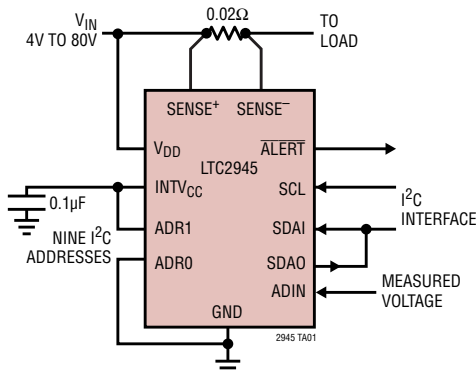 0.02Ω
VIN
4V TO 80V
TO
LOAD
SENSE+ SENSE–
VDD
ALERT
LTC2945
INTVCC
SCL
I2C
INTERFACE
0.1µF
ADR1
SDAI
NINE I2C
ADDRESSES
ADR0
SDAO
MEASURED
VOLTAGE
ADIN
GND
2945 TA01